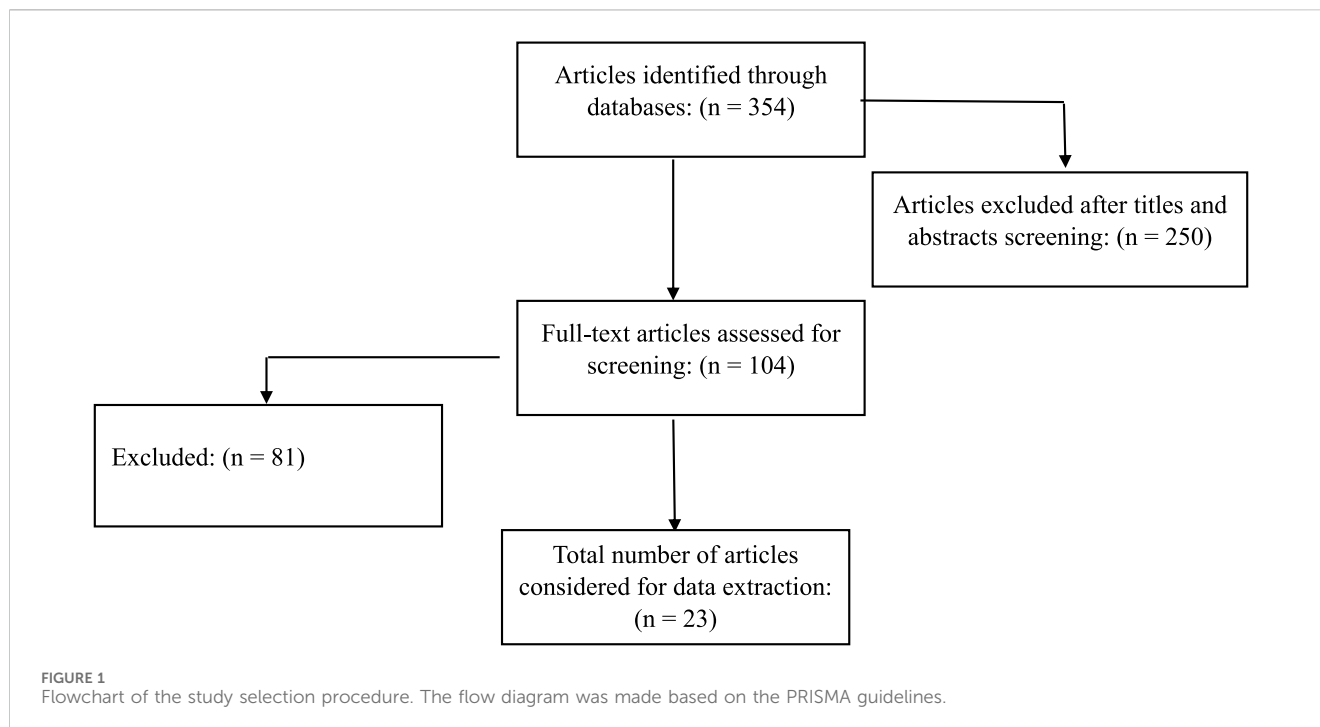 Articles identified through
databases: (n = 354)
Articles excluded after titles and
abstracts screening: (n = 250)
Full-text articles assessed for
screening: (n = 104)
Excluded: (n = 81)
Total number of articles
considered for data extraction:
(n = 23)
FIGURE 1
Flowchart of the study selection procedure. The flow diagram was made based on the PRISMA guidelines.